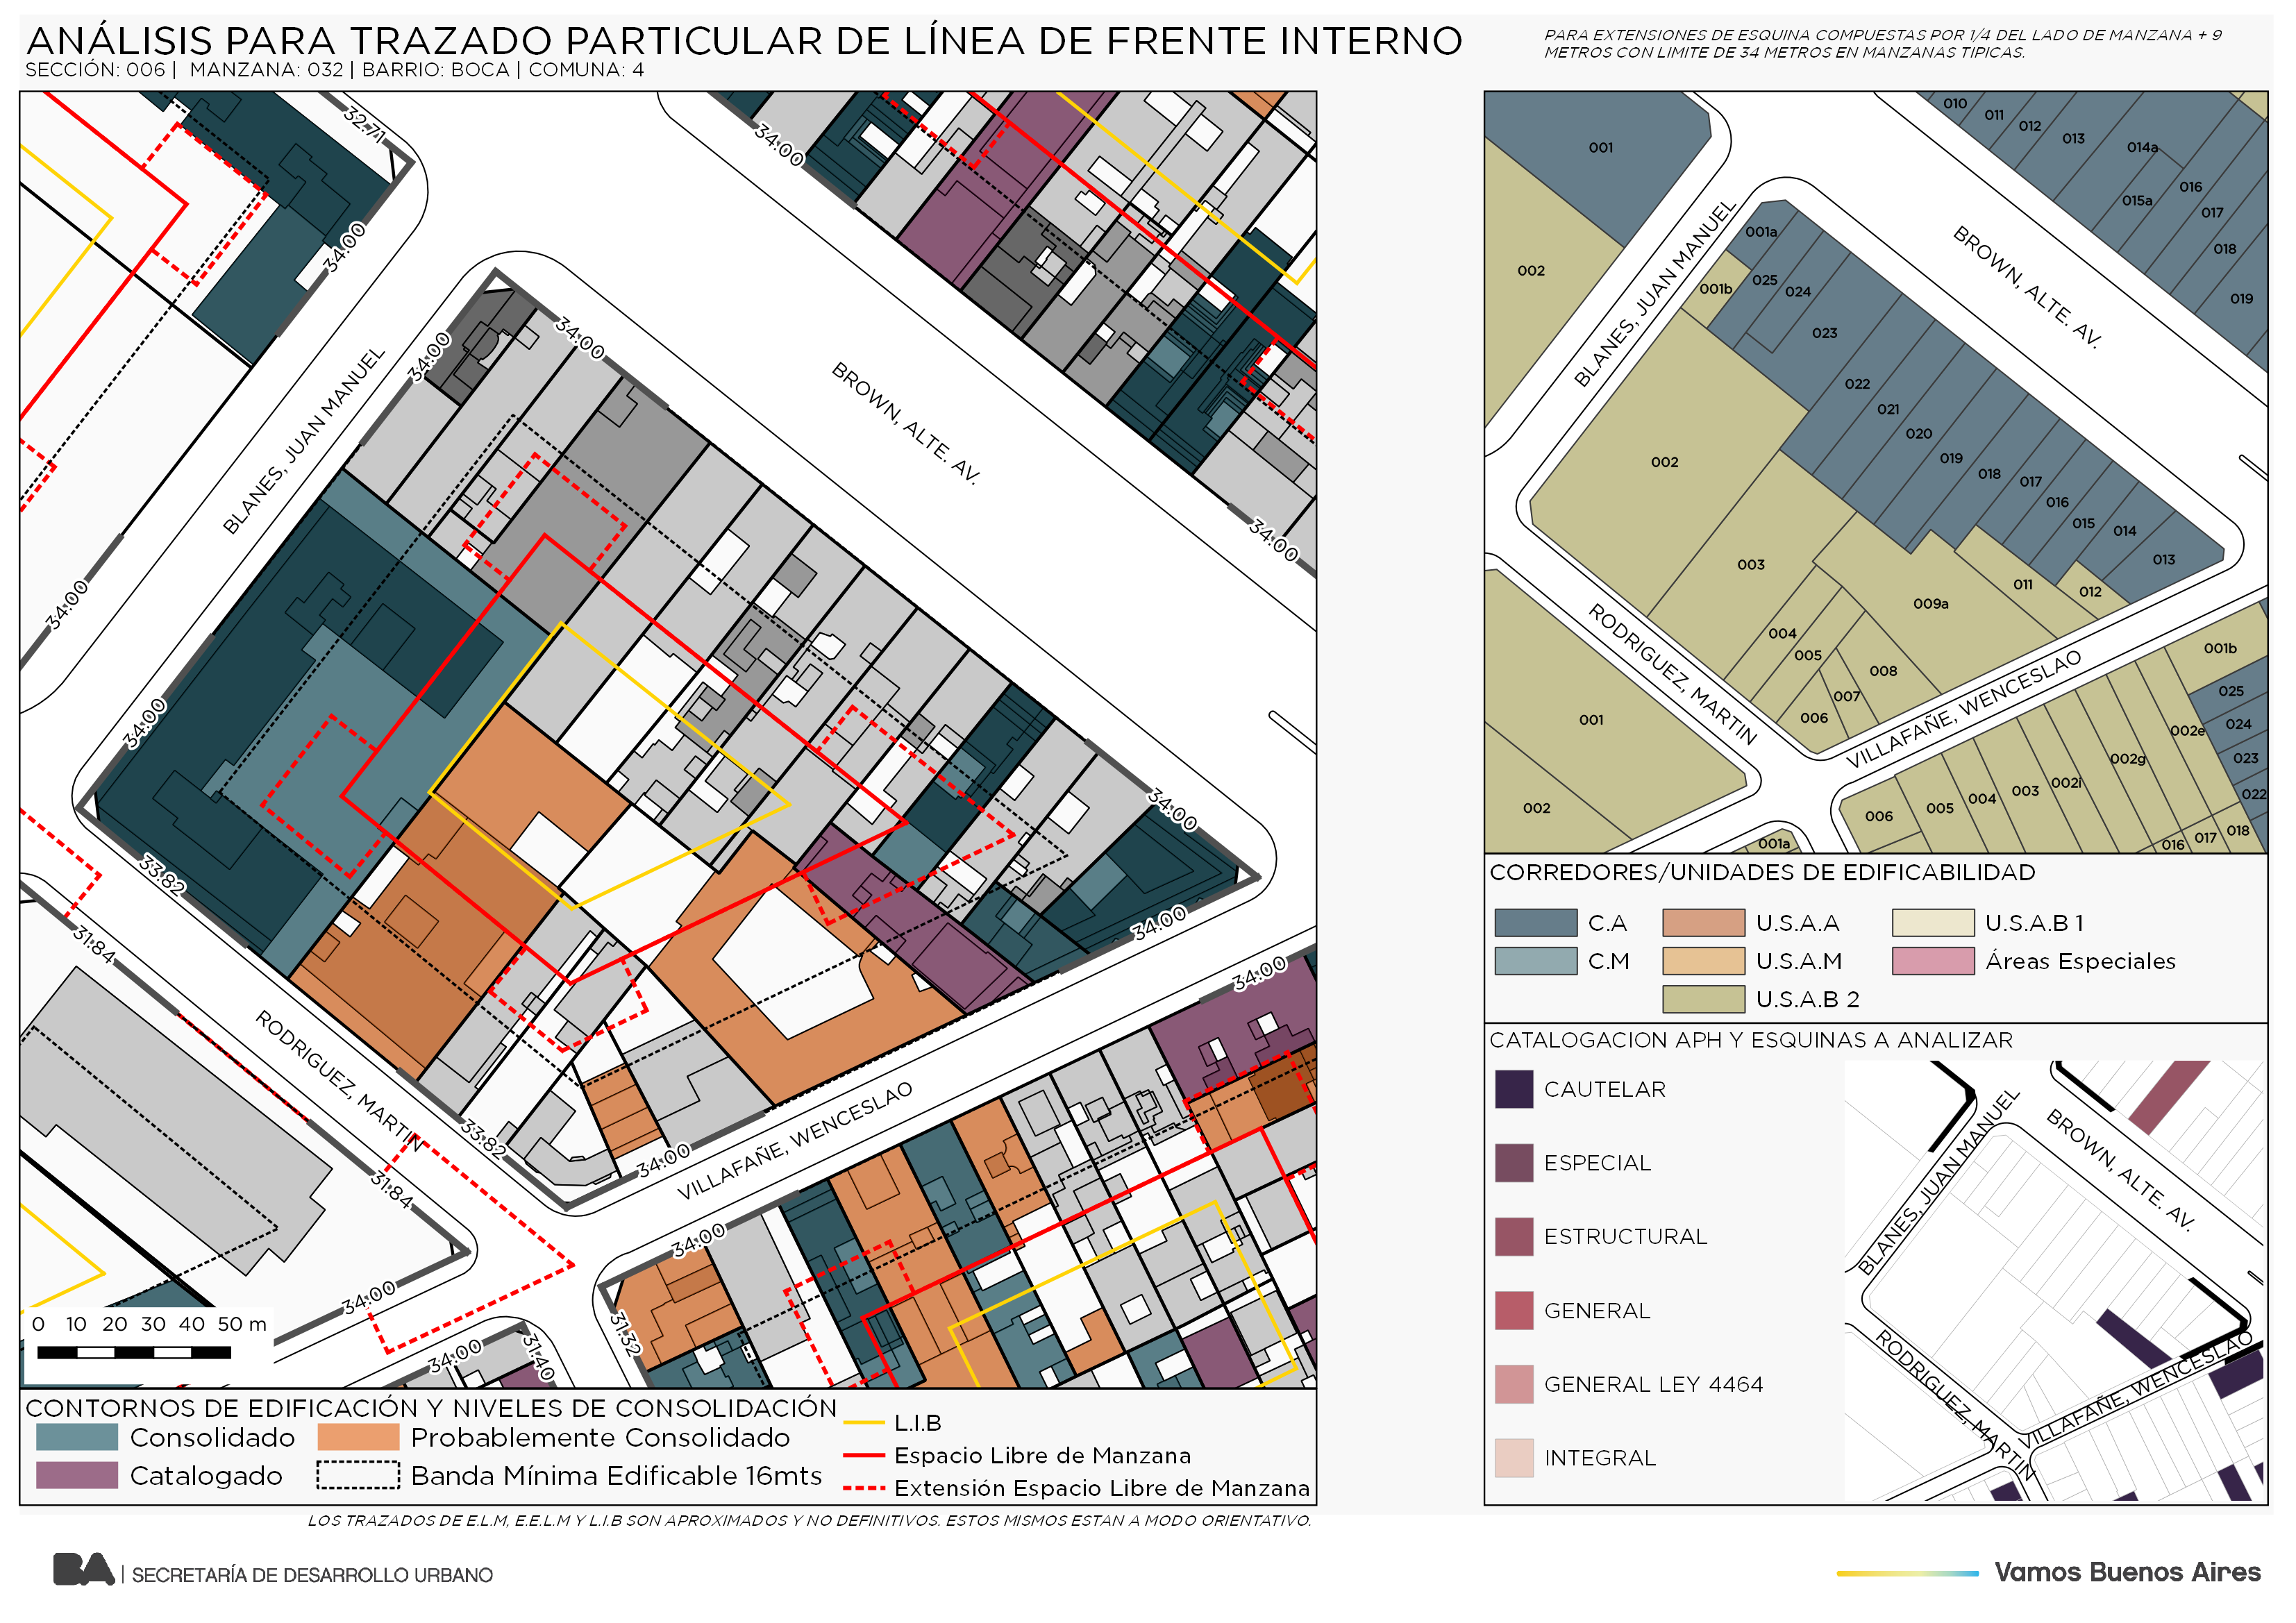 ANÁLISIS PARA TRAZADO PARTICULAR DE LÍNEA DE FRENTE INTERNO
SECCIÓN: 006 | MANZANA: 032 | BARRIO: BOCA | COMUNA: 4
PARA EXTENSIONES DE ESQUINA COMPUESTAS POR 1/4 DEL LADO DE MANZANA + 9
METROS CON LIMITE DE 34 METROS EN MANZANAS TIPICAS.
32.71
34.00
34.00
34.00
34.00
34.00
BLANES, JUAN MANUEL
BROWN, ALTE. AV.
34.00
34.00
34.00
34.00
33.82
34.00
31.84
34.00
RODRIGUEZ, MARTIN
33.82
34.00
VILLAFAÑE, WENCESLAO
31.84
34.00
34.00
31.32
34.00
31.40
0 10 20 30 40 50 m
CONTORNOS DE EDIFICACIÓN Y NIVELES DE CONSOLIDACIÓN
Consolidado
Probablemente Consolidado
Catalogado
Banda Mínima Edificable 16mts
L.I.B
Espacio Libre de Manzana
Extensión Espacio Libre de Manzana
LOS TRAZADOS DE E.L.M, E.E.L.M Y L.I.B SON APROXIMADOS Y NO DEFINITIVOS. ESTOS MISMOS ESTAN A MODO ORIENTATIVO.
001
002
010
011
012
013
014a
015a
016
017
018
019
BLANES, JUAN MANUEL
BROWN, ALTE. AV.
001a
001b
025
024
023
022
021
020
019
018
017
016
015
014
013
002
003
004
005
006
007
008
009a
011
012
RODRIGUEZ, MARTIN
VILLAFAÑE, WENCESLAO
001
002
001a
006
005
004
003
002i
002g
002e
001b
025
024
023
022
018
017
016
CORREDORES/UNIDADES DE EDIFICABILIDAD
C.A
U.S.A.A
U.S.A.B 1
C.M
U.S.A.M
Áreas Especiales
U.S.A.B 2
CATALOGACION APH Y ESQUINAS A ANALIZAR
CAUTELAR
ESPECIAL
ESTRUCTURAL
GENERAL
GENERAL LEY 4464
INTEGRAL
BLANES, JUAN MANUEL
BROWN, ALTE. AV.
RODRIGUEZ, MARTIN
VILLAFAÑE, WENCESLAO
BA | SECRETARÍA DE DESARROLLO URBANO
Vamos Buenos Aires